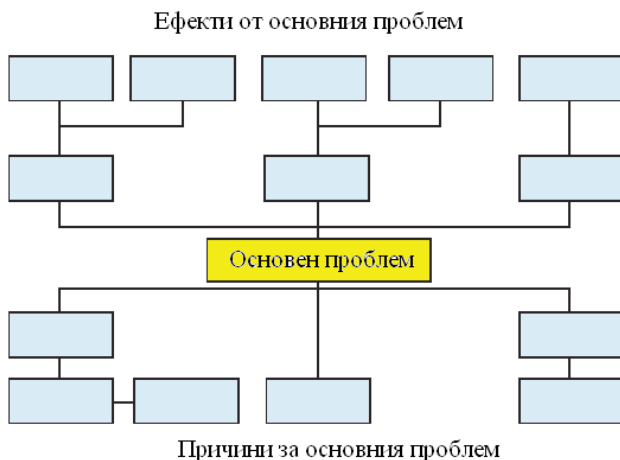 Ефекти от основния проблем
Основен проблем
Причини за основния проблем